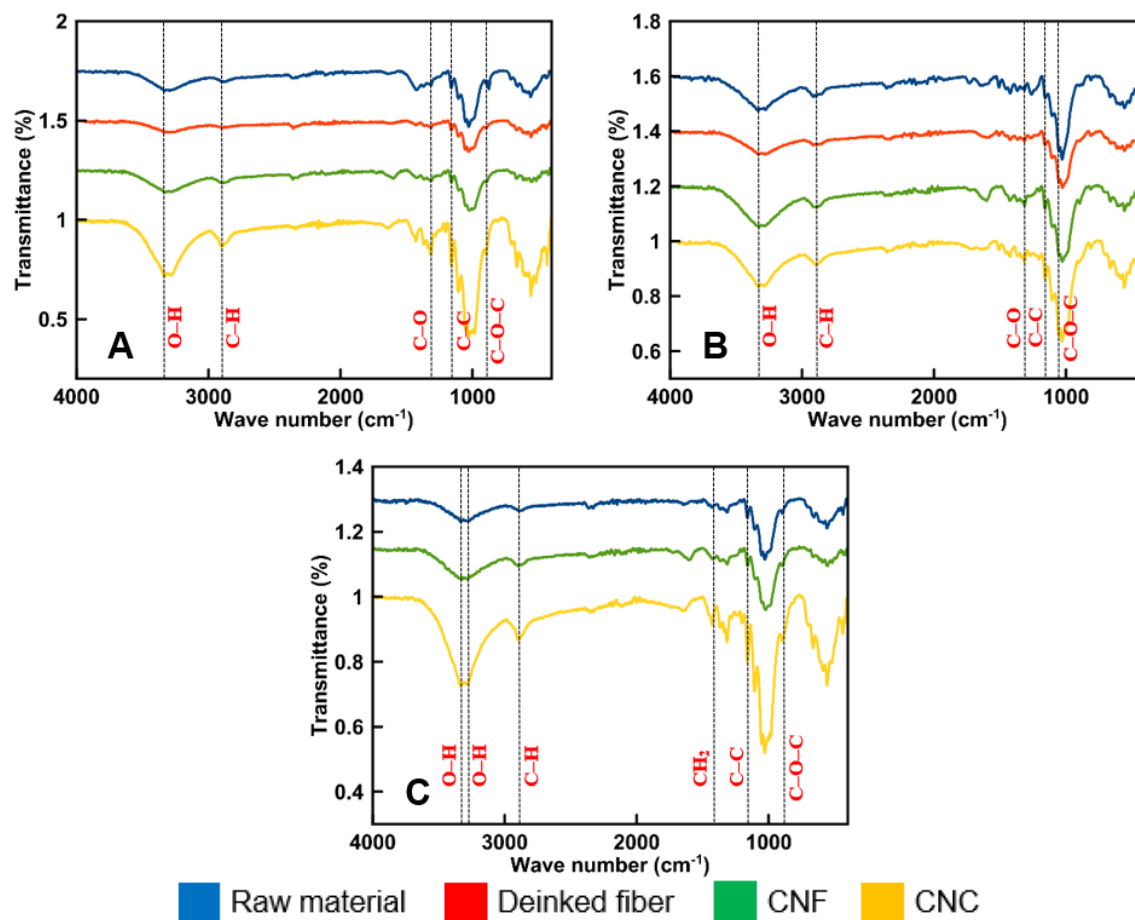 2
1.5
1
0.5
Transmittance (%)
O–H
C–H
C–O
C–C
C–O–C
A
4000
3000
2000
1000
Wave number (cm⁻¹)
1.8
1.6
1.4
1.2
1
0.8
0.6
Transmittance (%)
O–H
C–H
C–O
C–C
C–O–C
B
4000
3000
2000
1000
Wave number (cm⁻¹)
1.4
1.2
1
0.8
0.6
0.4
Transmittance (%)
O–H
O–H
C–H
CH₂
C–C
C–O–C
C
4000
3000
2000
1000
Wave number (cm⁻¹)
Raw material
Deinked fiber
CNF
CNC